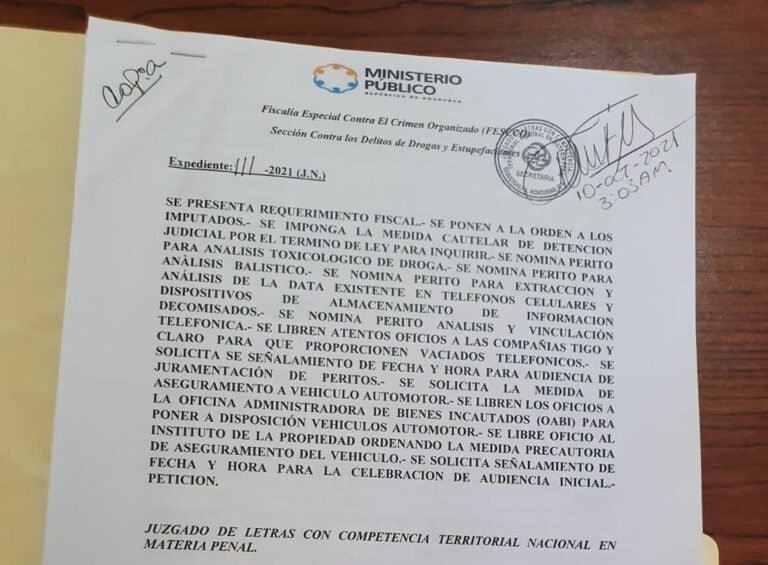 Copia
MINISTERIO
PÚBLICO
REPUBLICA DE HONDURAS
Fiscalía Especial Contra El Crimen Organizado (FESCCO)
Sección Contra los Delitos de Drogas y Estupefacientes
SECRETARIA
10-OCT-2021
3:03AM
Expediente: 111 -2021 (J.N.)
SE PRESENTA REQUERIMIENTO FISCAL.- SE PONEN A LA ORDEN A LOS
IMPUTADOS.- SE IMPONGA LA MEDIDA CAUTELAR DE DETENCION
JUDICIAL POR EL TERMINO DE LEY PARA INQUIRIR.- SE NOMINA PERITO
PARA ANALISIS TOXICOLOGICO DE DROGA.- SE NOMINA PERITO PARA
ANÀLISIS BALISTICO.- SE NOMINA PERITO PARA EXTRACCION Y
ANÁLISIS DE LA DATA EXISTENTE EN TELEFONOS CELULARES Y
DISPOSITIVOS DE ALMACENAMIENTO DE INFORMACION
DECOMISADOS.- SE NOMINA PERITO ANALISIS Y VINCULACIÒN
TELEFONICA.- SE LIBREN ATENTOS OFICIOS A LAS COMPAÑIAS TIGO Y
CLARO PARA QUE PROPORCIONEN VACIADOS TELEFONICOS.- SE
SOLICITA SE SEÑALAMIENTO DE FECHA Y HORA PARA AUDIENCIA DE
JURAMENTACIÓN DE PERITOS.- SE SOLICITA LA MEDIDA DE
ASEGURAMIENTO A VEHICULO AUTOMOTOR.- SE LIBREN LOS OFICIOS A
LA OFICINA ADMINISTRADORA DE BIENES INCAUTADOS (OABI) PARA
PONER A DISPOSICIÓN VEHICULOS AUTOMOTOR.- SE LIBRE OFICIO AL
INSTITUTO DE LA PROPIEDAD ORDENANDO LA MEDIDA PRECAUTORIA
DE ASEGURAMIENTO DEL VEHICULO.- SE SOLICITA SEÑALAMIENTO DE
FECHA Y HORA PARA LA CELEBRACION DE AUDIENCIA INICIAL.-
PETICION.
JUZGADO DE LETRAS CON COMPETENCIA TERRITORIAL NACIONAL EN
MATERIA PENAL.